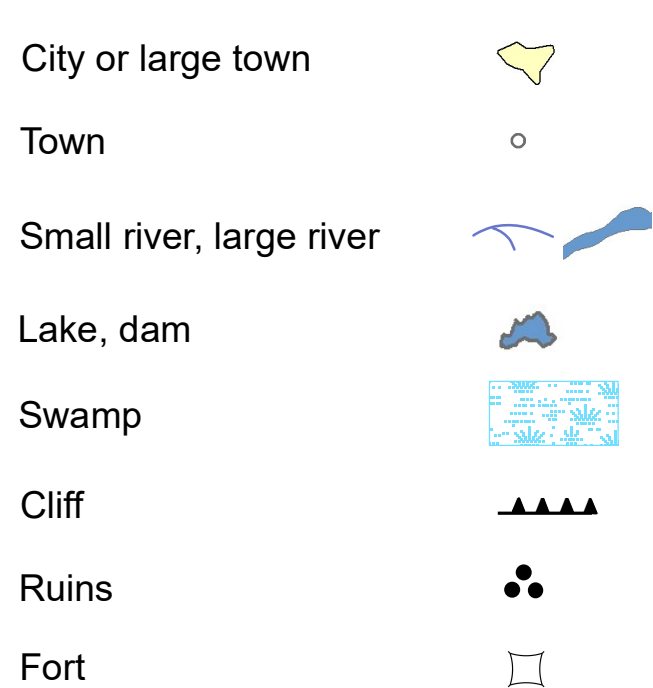 City or large town
Town
Small river, large river
Lake, dam
Swamp
Cliff
Ruins
Fort